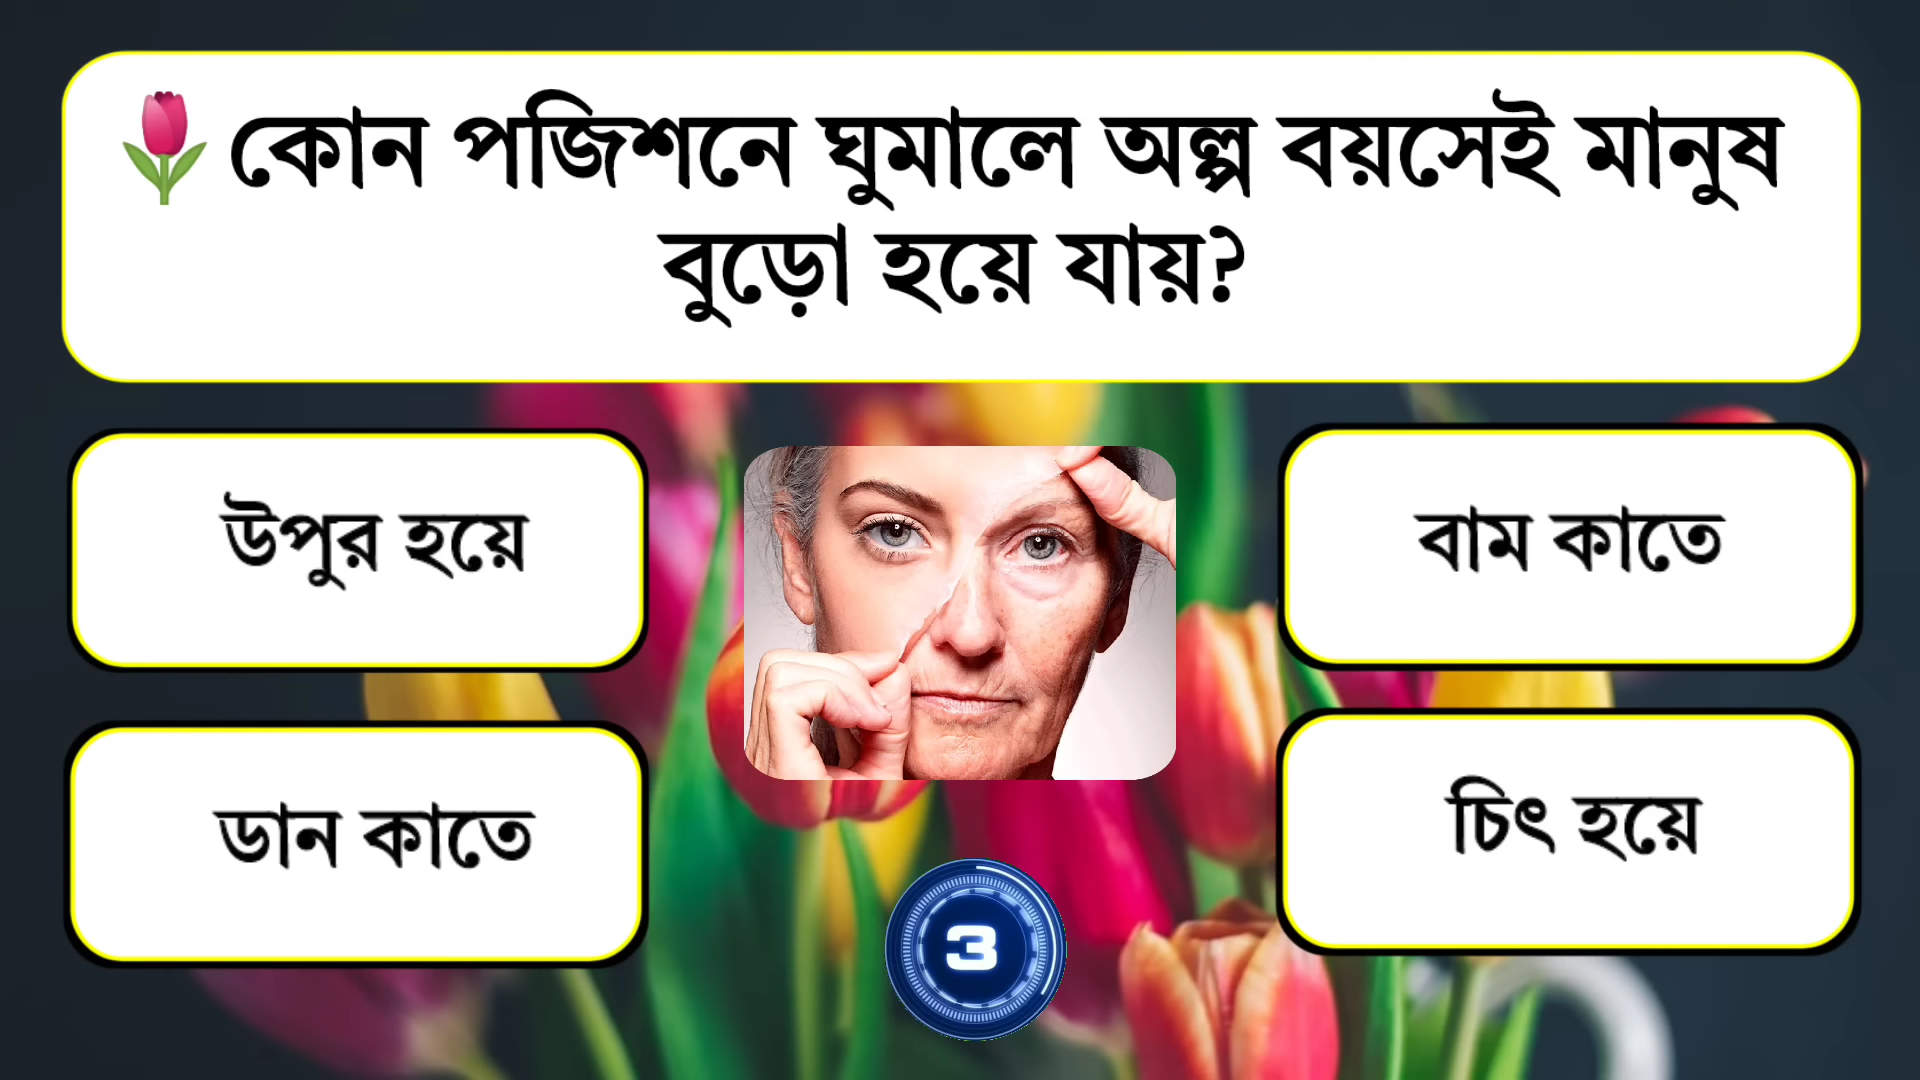 🌷কোন পজিশনে ঘুমালে অল্প বয়সেই মানুষ
বুড়ো হয়ে যায়?
উপুর হয়ে
বাম কাতে
ডান কাতে
চিৎ হয়ে
3